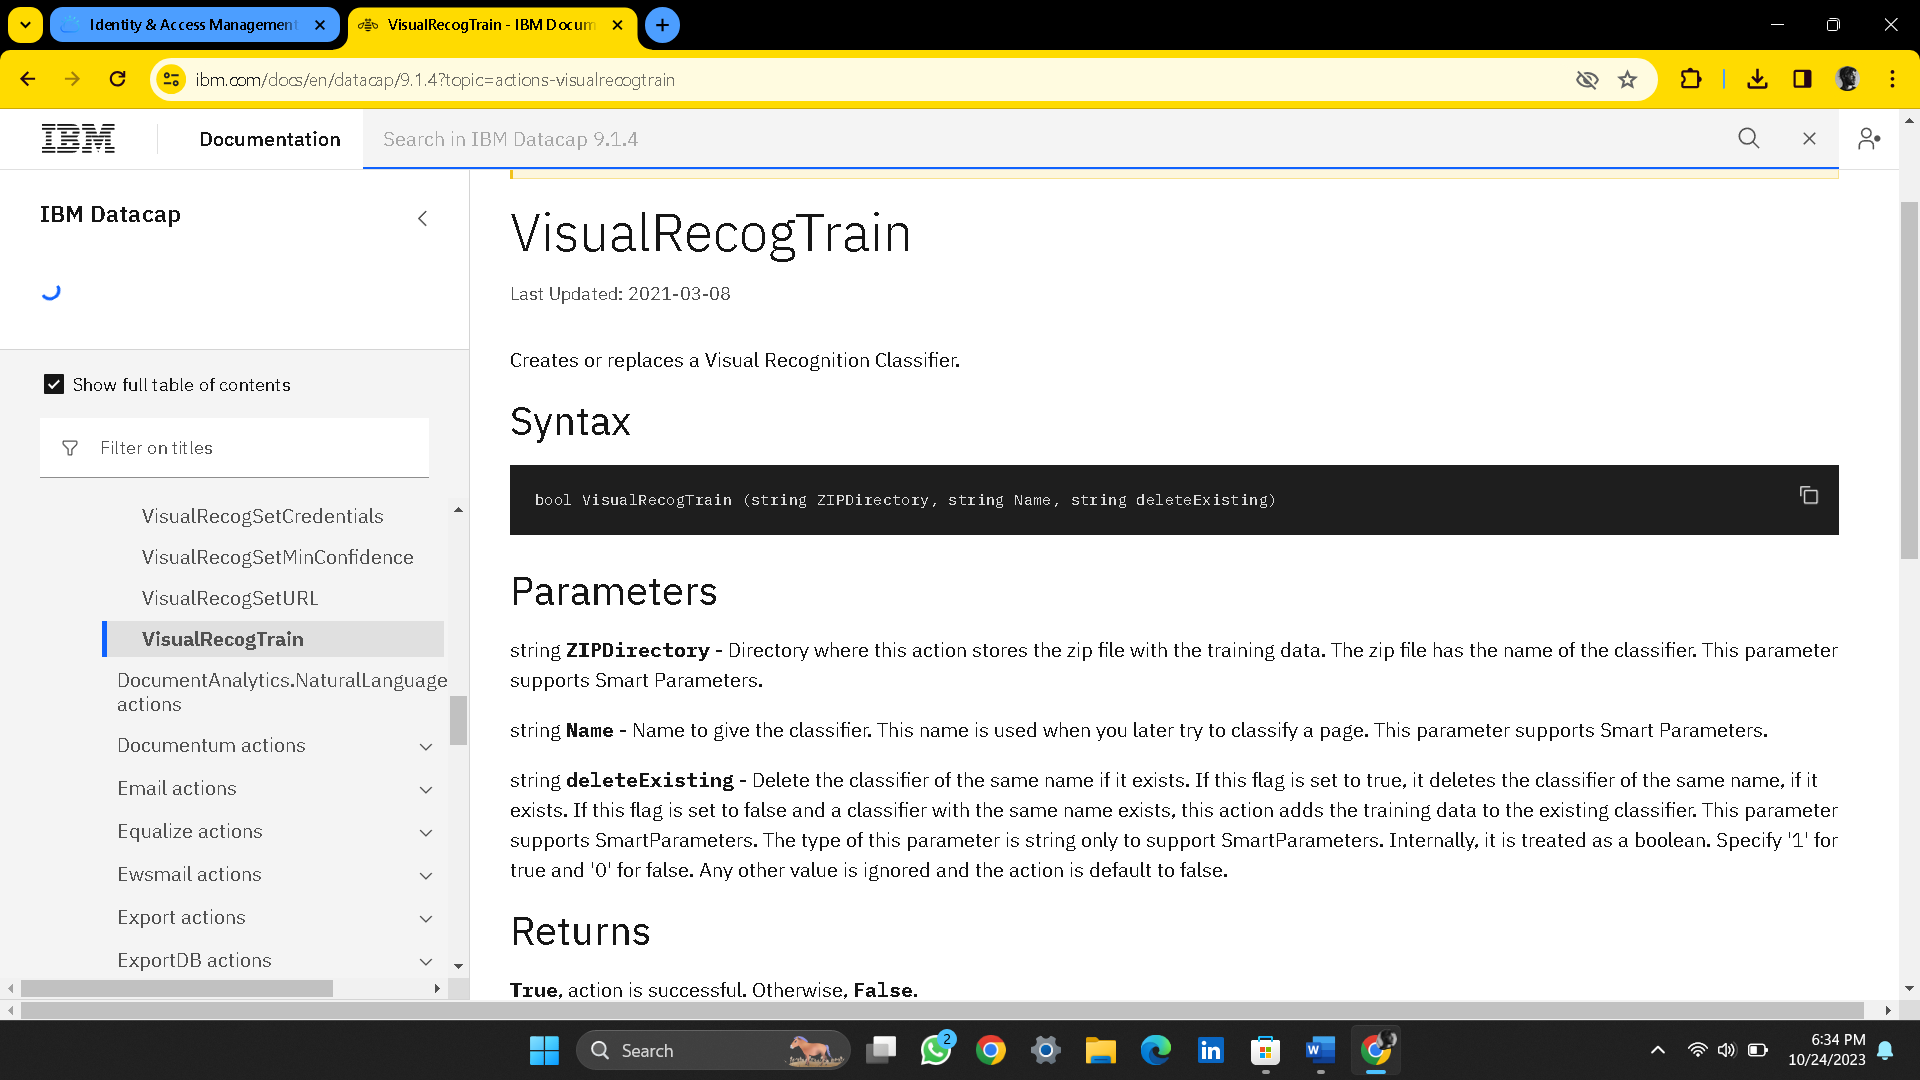 Identity & Access Management
VisualRecogTrain - IBM Docum
ibm.com/docs/en/datacap/9.1.4?topic=actions-visualrecogtrain
IBM
Documentation
Search in IBM Datacap 9.1.4
IBM Datacap
Show full table of contents
Filter on titles
VisualRecogSetCredentials
VisualRecogSetMinConfidence
VisualRecogSetURL
VisualRecogTrain
DocumentAnalytics.NaturalLanguage
actions
Documentum actions
Email actions
Equalize actions
Ewsmail actions
Export actions
ExportDB actions
VisualRecogTrain
Last Updated: 2021-03-08
Creates or replaces a Visual Recognition Classifier.
Syntax
bool VisualRecogTrain (string ZIPDirectory, string Name, string deleteExisting)
Parameters
string ZIPDirectory - Directory where this action stores the zip file with the training data. The zip file has the name of the classifier. This parameter
supports Smart Parameters.
string Name - Name to give the classifier. This name is used when you later try to classify a page. This parameter supports Smart Parameters.
string deleteExisting - Delete the classifier of the same name if it exists. If this flag is set to true, it deletes the classifier of the same name, if it
exists. If this flag is set to false and a classifier with the same name exists, this action adds the training data to the existing classifier. This parameter
supports SmartParameters. The type of this parameter is string only to support SmartParameters. Internally, it is treated as a boolean. Specify '1' for
true and '0' for false. Any other value is ignored and the action is default to false.
Returns
True, action is successful. Otherwise, False.
Search
2
in
W
6:34 PM
10/24/2023